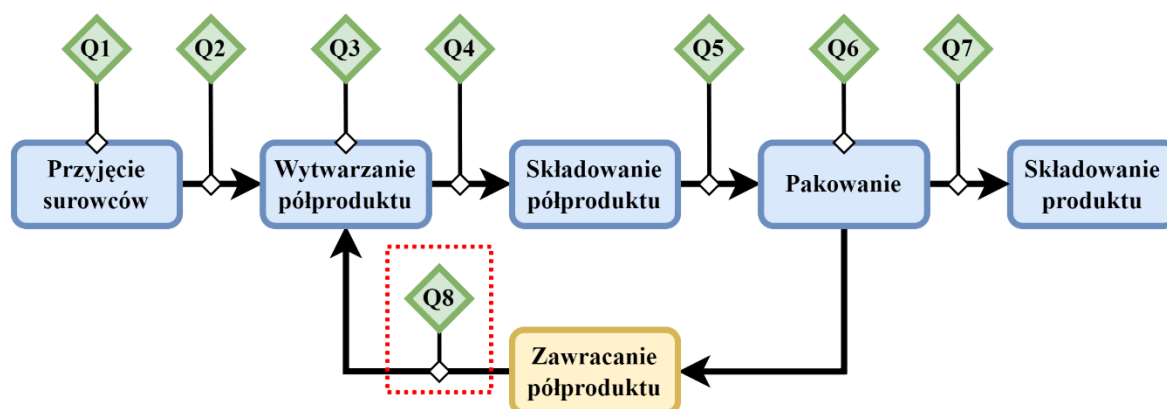 Q1
Q2
Q3
Q4
Q5
Q6
Q7
Przyjęcie
surowców
Wytwarzanie
półproduktu
Składowanie
półproduktu
Pakowanie
Składowanie
produktu
Q8
Zawracanie
półproduktu